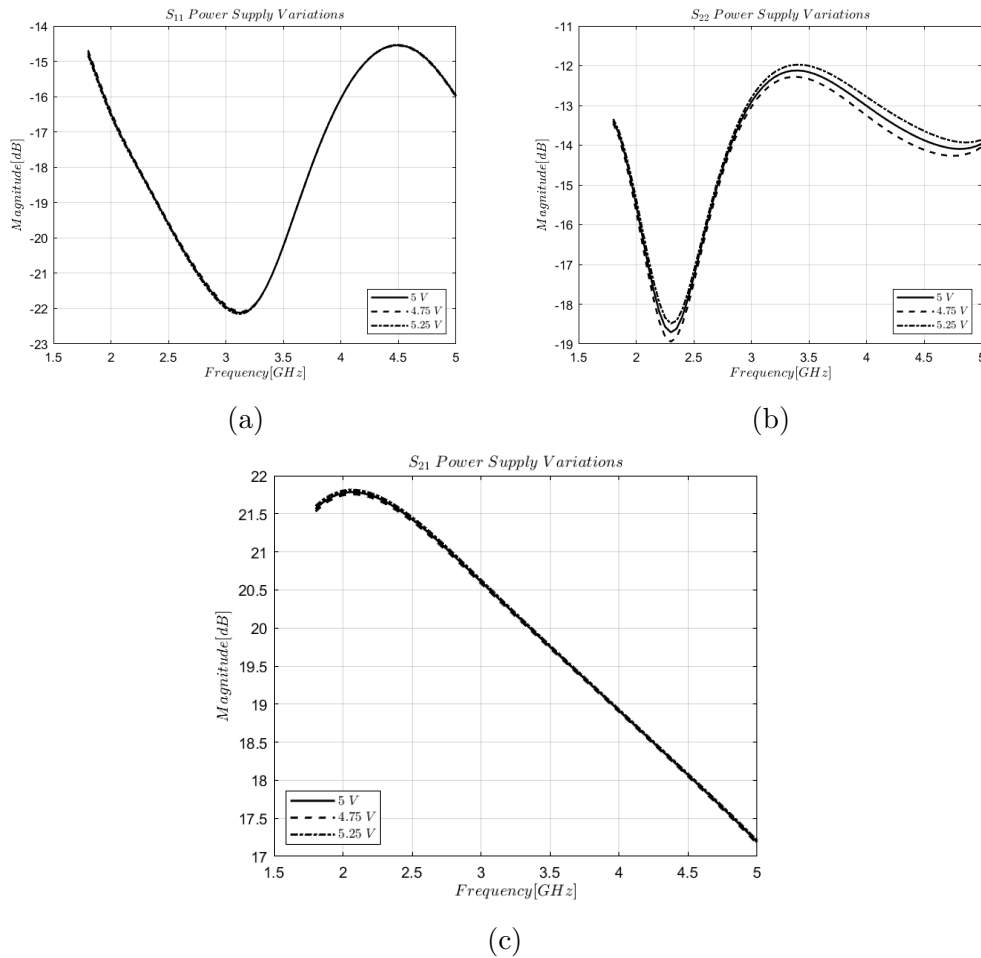 S₁₁ Power Supply Variations
-14
-15
-16
-17
-18
-19
-20
-21
-22
-23
Magnitude[dB]
5 V
4.75 V
5.25 V
1.5 2 2.5 3 3.5 4 4.5 5
Frequency[GHz]
(a)
S₂₂ Power Supply Variations
-11
-12
-13
-14
-15
-16
-17
-18
-19
Magnitude[dB]
5 V
4.75 V
5.25 V
1.5 2 2.5 3 3.5 4 4.5 5
Frequency[GHz]
(b)
S₂₁ Power Supply Variations
22
21.5
21
20.5
20
19.5
19
18.5
18
17.5
17
Magnitude[dB]
5 V
4.75 V
5.25 V
1.5 2 2.5 3 3.5 4 4.5 5
Frequency[GHz]
(c)